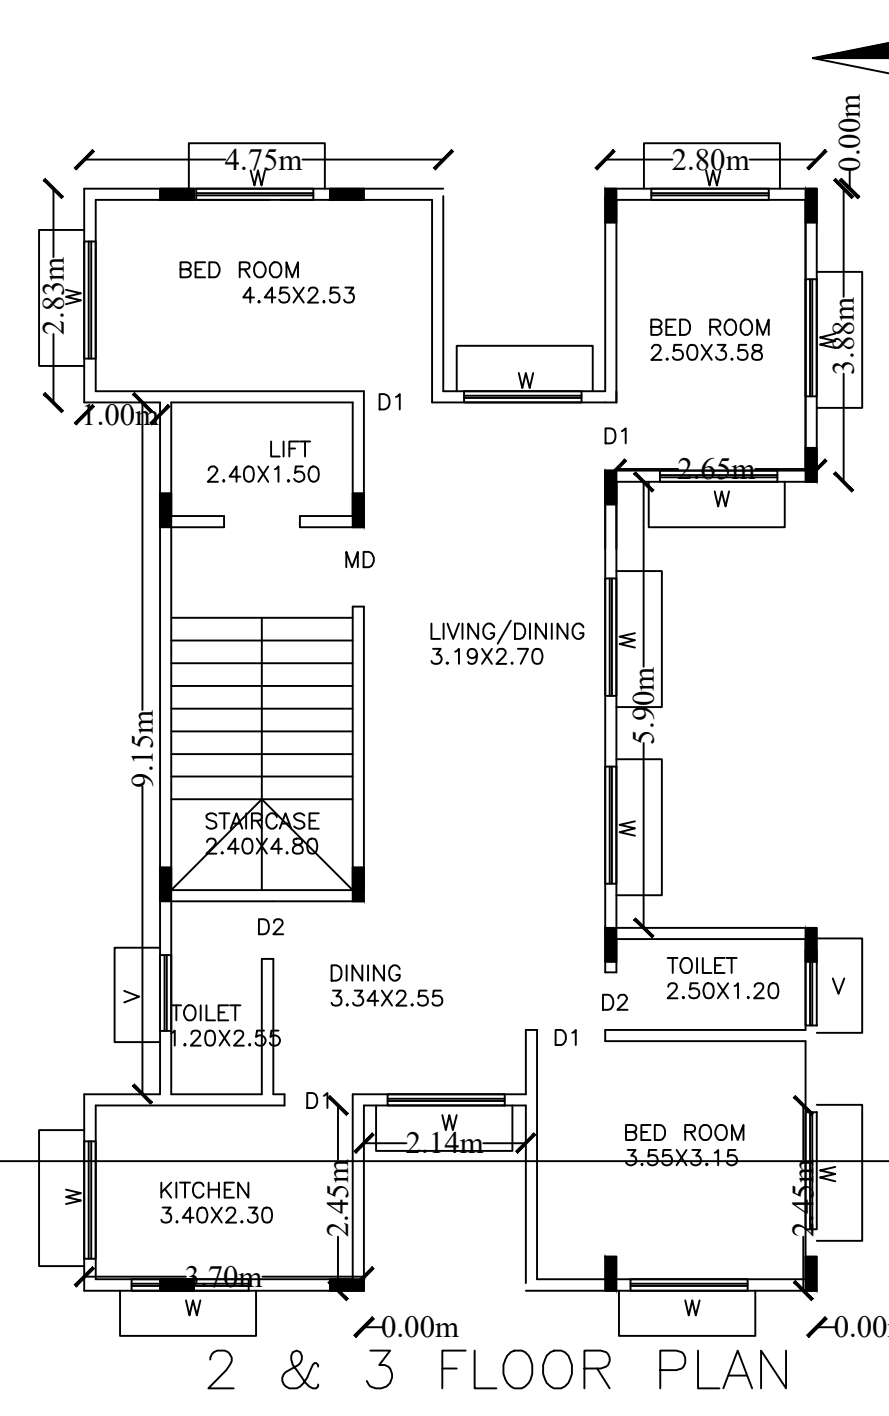 0.00m
4.75m
2.80m
W
W
BED ROOM
4.45X2.53
2.83m
W
BED ROOM
2.50X3.58
W
3.88m
W
D1
1.00m
D1
LIFT
2.40X1.50
2.65m
W
MD
LIVING/DINING
3.19X2.70
W
5.90m
9.15m
STAIRCASE
2.40X4.80
W
D2
DINING
3.34X2.55
TOILET
2.50X1.20
V
V
D2
TOILET
1.20X2.55
D1
D1
W
2.14m
BED ROOM
3.55X3.15
W
2.45m
2.45m
W
KITCHEN
3.40X2.30
3.70m
W
W
0.00m
0.00
2 & 3 FLOOR PLAN